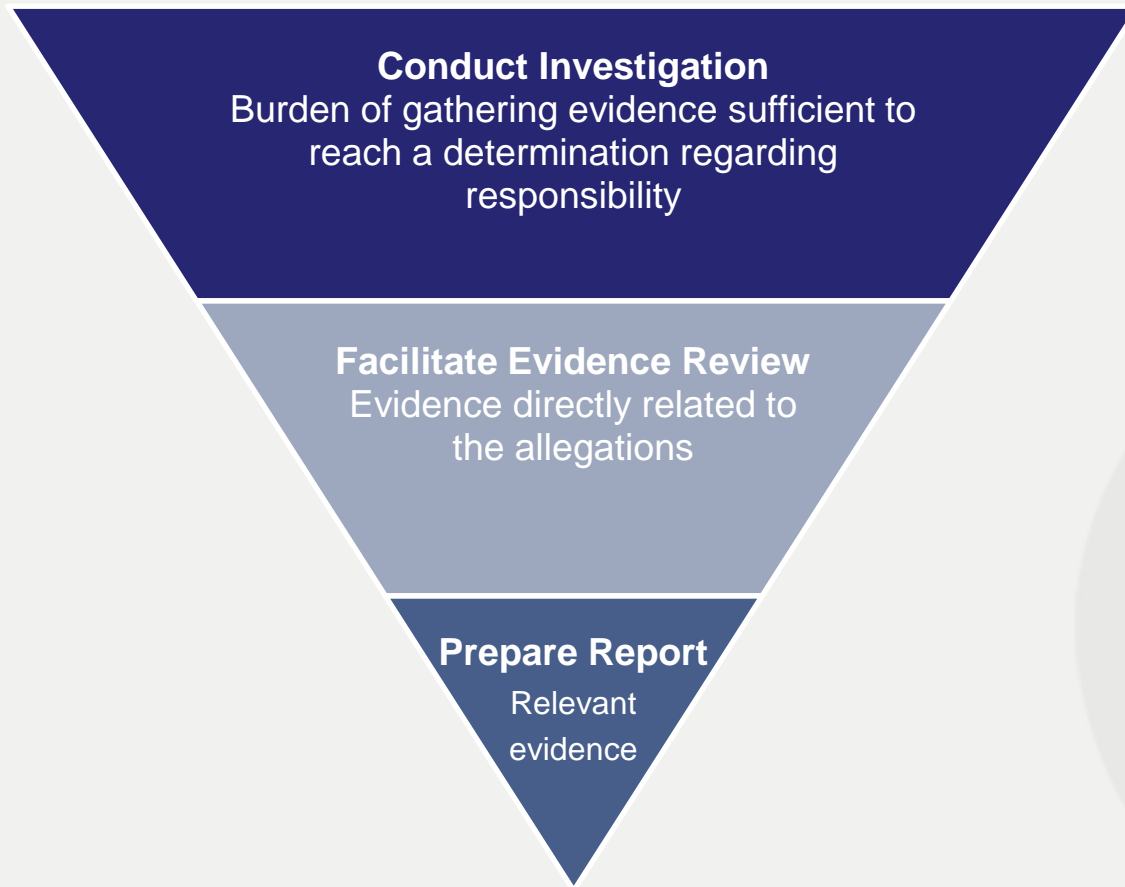 Conduct Investigation
Burden of gathering evidence sufficient to
reach a determination regarding
responsibility
Facilitate Evidence Review
Evidence directly related to
the allegations
Prepare Report
Relevant
evidence